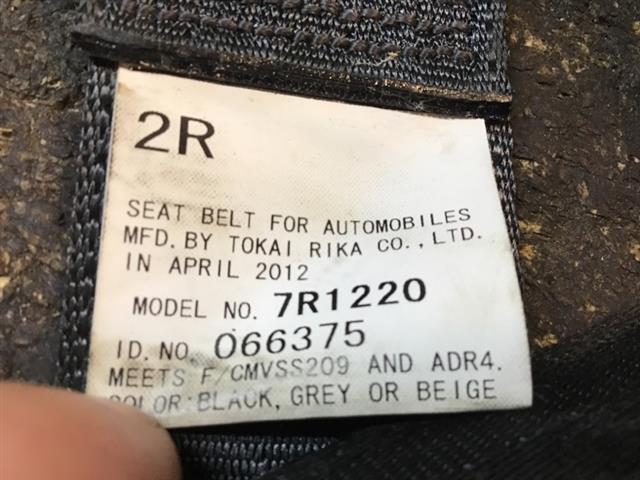 2R
SEAT BELT FOR AUTOMOBILES
MFD. BY TOKAI RIKA CO., LTD.
IN APRIL 2012
MODEL NO. 7R1220
ID. NO. 066375
MEETS F/CMVSS209 AND ADR4.
COLOR:BLACK, GREY OR BEIGE